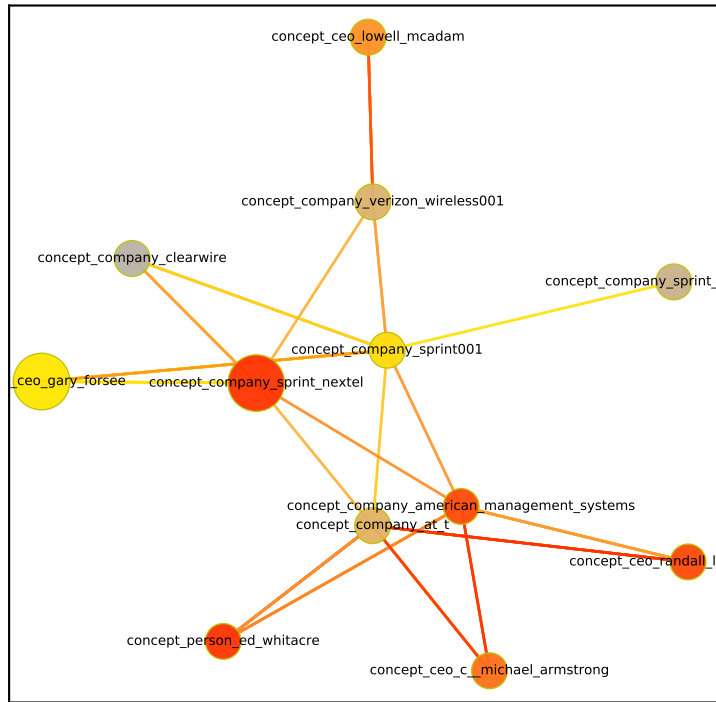 concept_ceo_lowell_mcadam
concept_company_verizon_wireless001
concept_company_clearwire
concept_company_sprint_
concept_company_sprint001
_ceo_gary_forsee
concept_company_sprint_nextel
concept_company_american_management_systems
concept_company_at_t
concept_ceo_randall_l
concept_person_ed_whitacre
concept_ceo_c__michael_armstrong